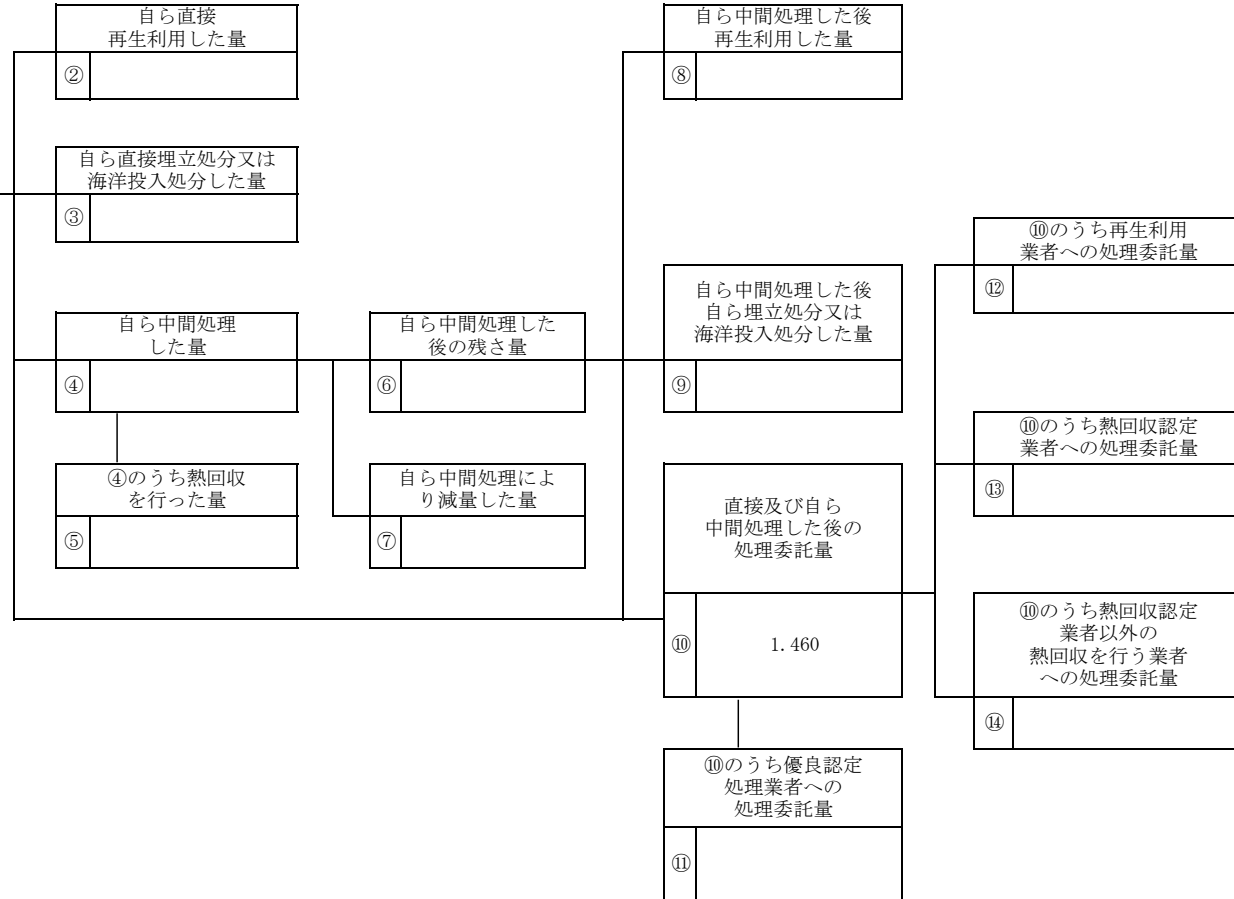 自ら直接
再生利用した量
②
自ら直接埋立処分又は
海洋投入処分した量
③
自ら中間処理
した量
④
④のうち熱回収
を行った量
⑤
自ら中間処理した
後の残さ量
⑥
自ら中間処理によ
り減量した量
⑦
自ら中間処理した後
再生利用した量
⑧
自ら中間処理した後
自ら埋立処分又は
海洋投入処分した量
⑨
直接及び自ら
中間処理した後の
処理委託量
⑩ 1.460
⑩のうち優良認定
処理業者への
処理委託量
⑪
⑩のうち再生利用
業者への処理委託量
⑫
⑩のうち熱回収認定
業者への処理委託量
⑬
⑩のうち熱回収認定
業者以外の
熱回収を行う業者
への処理委託量
⑭